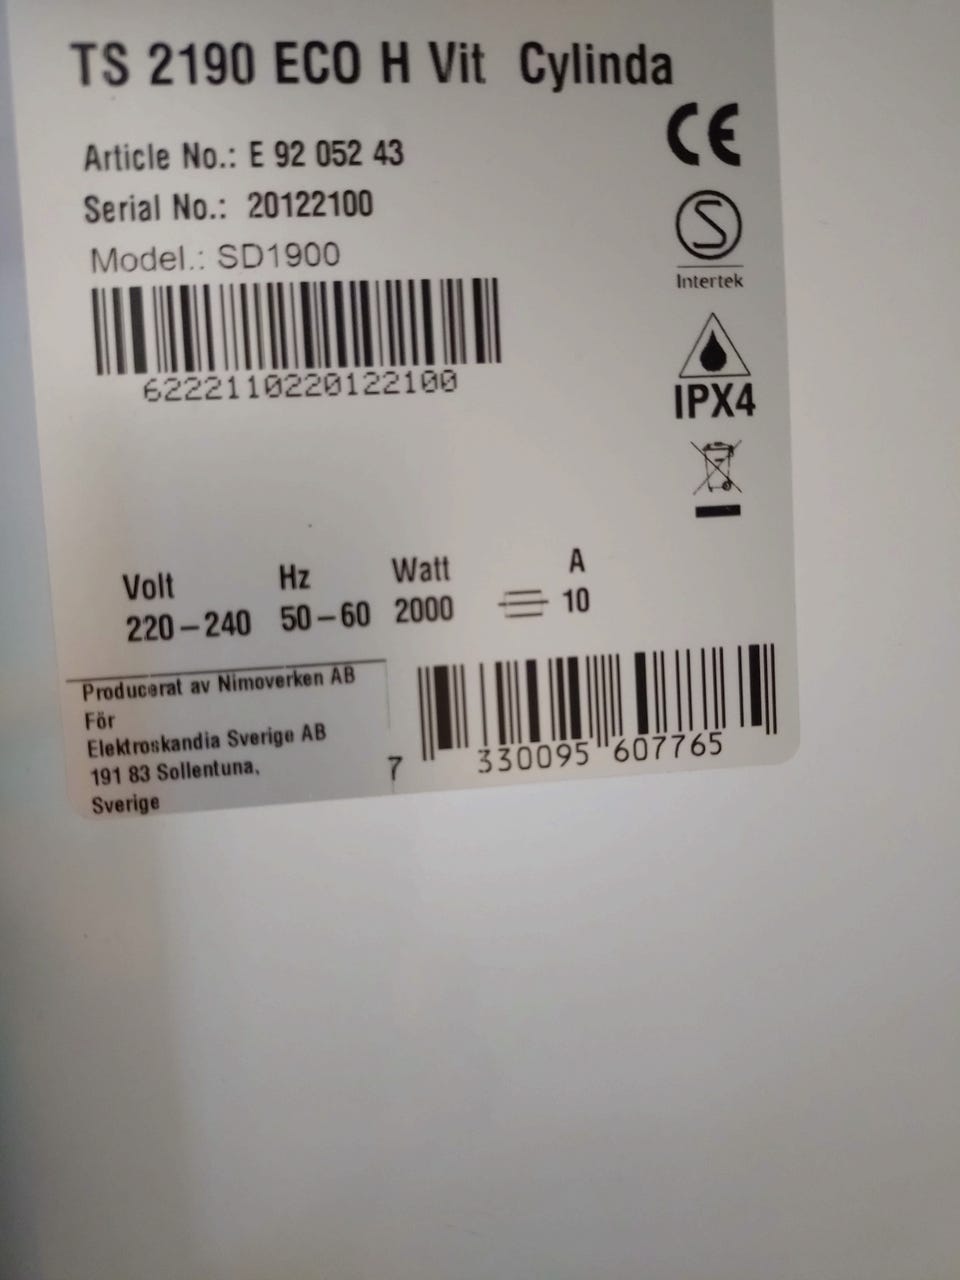 TS 2190 ECO H Vit Cylinda
Article No.: E 92 052 43
Serial No.: 20122100
Model.: SD1900
6222110220122100
CE
S
Intertek
IPX4
Volt Hz Watt A
220-240 50-60 2000 10
Producerat av Nimoverken AB
För
Elektroskandia Sverige AB
191 83 Sollentuna,
Sverige
7 330095 607765